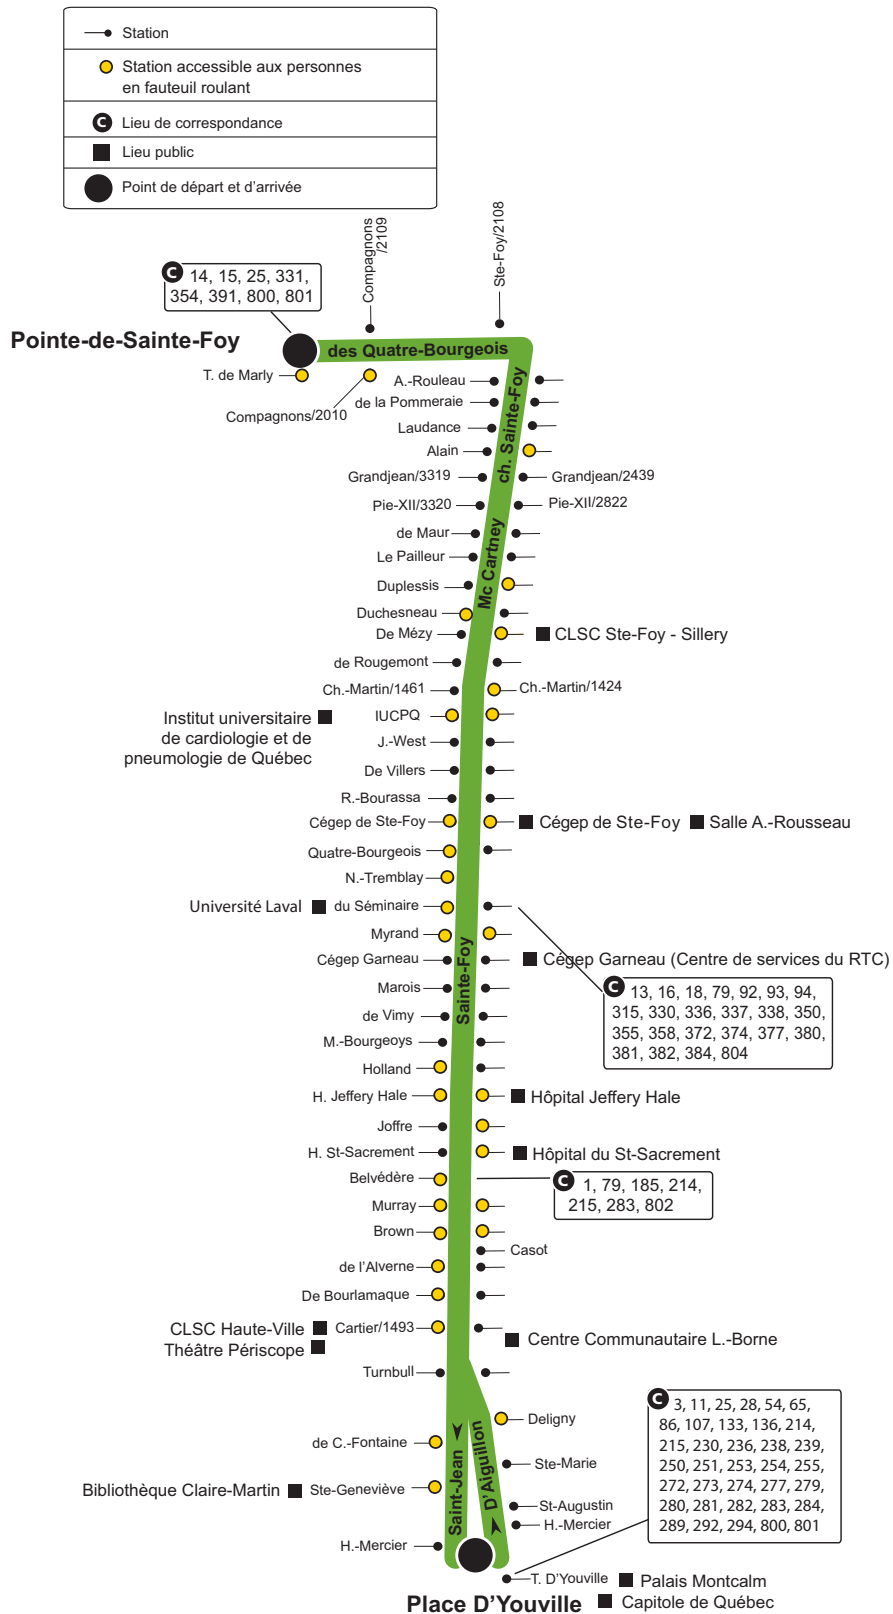 Station
Station accessible aux personnes
en fauteuil roulant
C Lieu de correspondance
Lieu public
Point de départ et d'arrivée
Compagnons
/2109
Ste-Foy/2108
C 14, 15, 25, 331,
354, 391, 800, 801
Pointe-de-Sainte-Foy
des Quatre-Bourgeois
T. de Marly
Compagnons/2010
ch. Sainte-Foy
A.-Rouleau
de la Pommeraie
Laudance
Alain
Grandjean/3319
Grandjean/2439
Pie-XII/3320
Pie-XII/2822
Mc Cartney
de Maur
Le Pailleur
Duplessis
Duchesneau
De Mézy
CLSC Ste-Foy - Sillery
de Rougemont
Ch.-Martin/1461
Ch.-Martin/1424
IUCPQ
Institut universitaire
de cardiologie et de
pneumologie de Québec
J.-West
De Villers
R.-Bourassa
Cégep de Ste-Foy
Cégep de Ste-Foy
Salle A.-Rousseau
Quatre-Bourgeois
N.-Tremblay
Université Laval
du Séminaire
Myrand
Sainte-Foy
Cégep Garneau
Cégep Garneau (Centre de services du RTC)
C 13, 16, 18, 79, 92, 93, 94,
315, 330, 336, 337, 338, 350,
355, 358, 372, 374, 377, 380,
381, 382, 384, 804
Marois
de Vimy
M.-Bourgeoys
Holland
H. Jeffery Hale
Hôpital Jeffery Hale
Joffre
H. St-Sacrement
Hôpital du St-Sacrement
Belvédère
C 1, 79, 185, 214,
215, 283, 802
Murray
Brown
Casot
de l'Alverne
De Bourlamaque
CLSC Haute-Ville
Théâtre Périscope
Cartier/1493
Centre Communautaire L.-Borne
Turnbull
Deligny
C 3, 11, 25, 28, 54, 65,
86, 107, 133, 136, 214,
215, 230, 236, 238, 239,
250, 251, 253, 254, 255,
272, 273, 274, 277, 279,
280, 281, 282, 283, 284,
289, 292, 294, 800, 801
de C.-Fontaine
Saint-Jean
D'Aiguillon
Ste-Marie
Bibliothèque Claire-Martin
Ste-Geneviève
St-Augustin
H.-Mercier
H.-Mercier
T. D'Youville
Palais Montcalm
Place D'Youville
Capitole de Québec